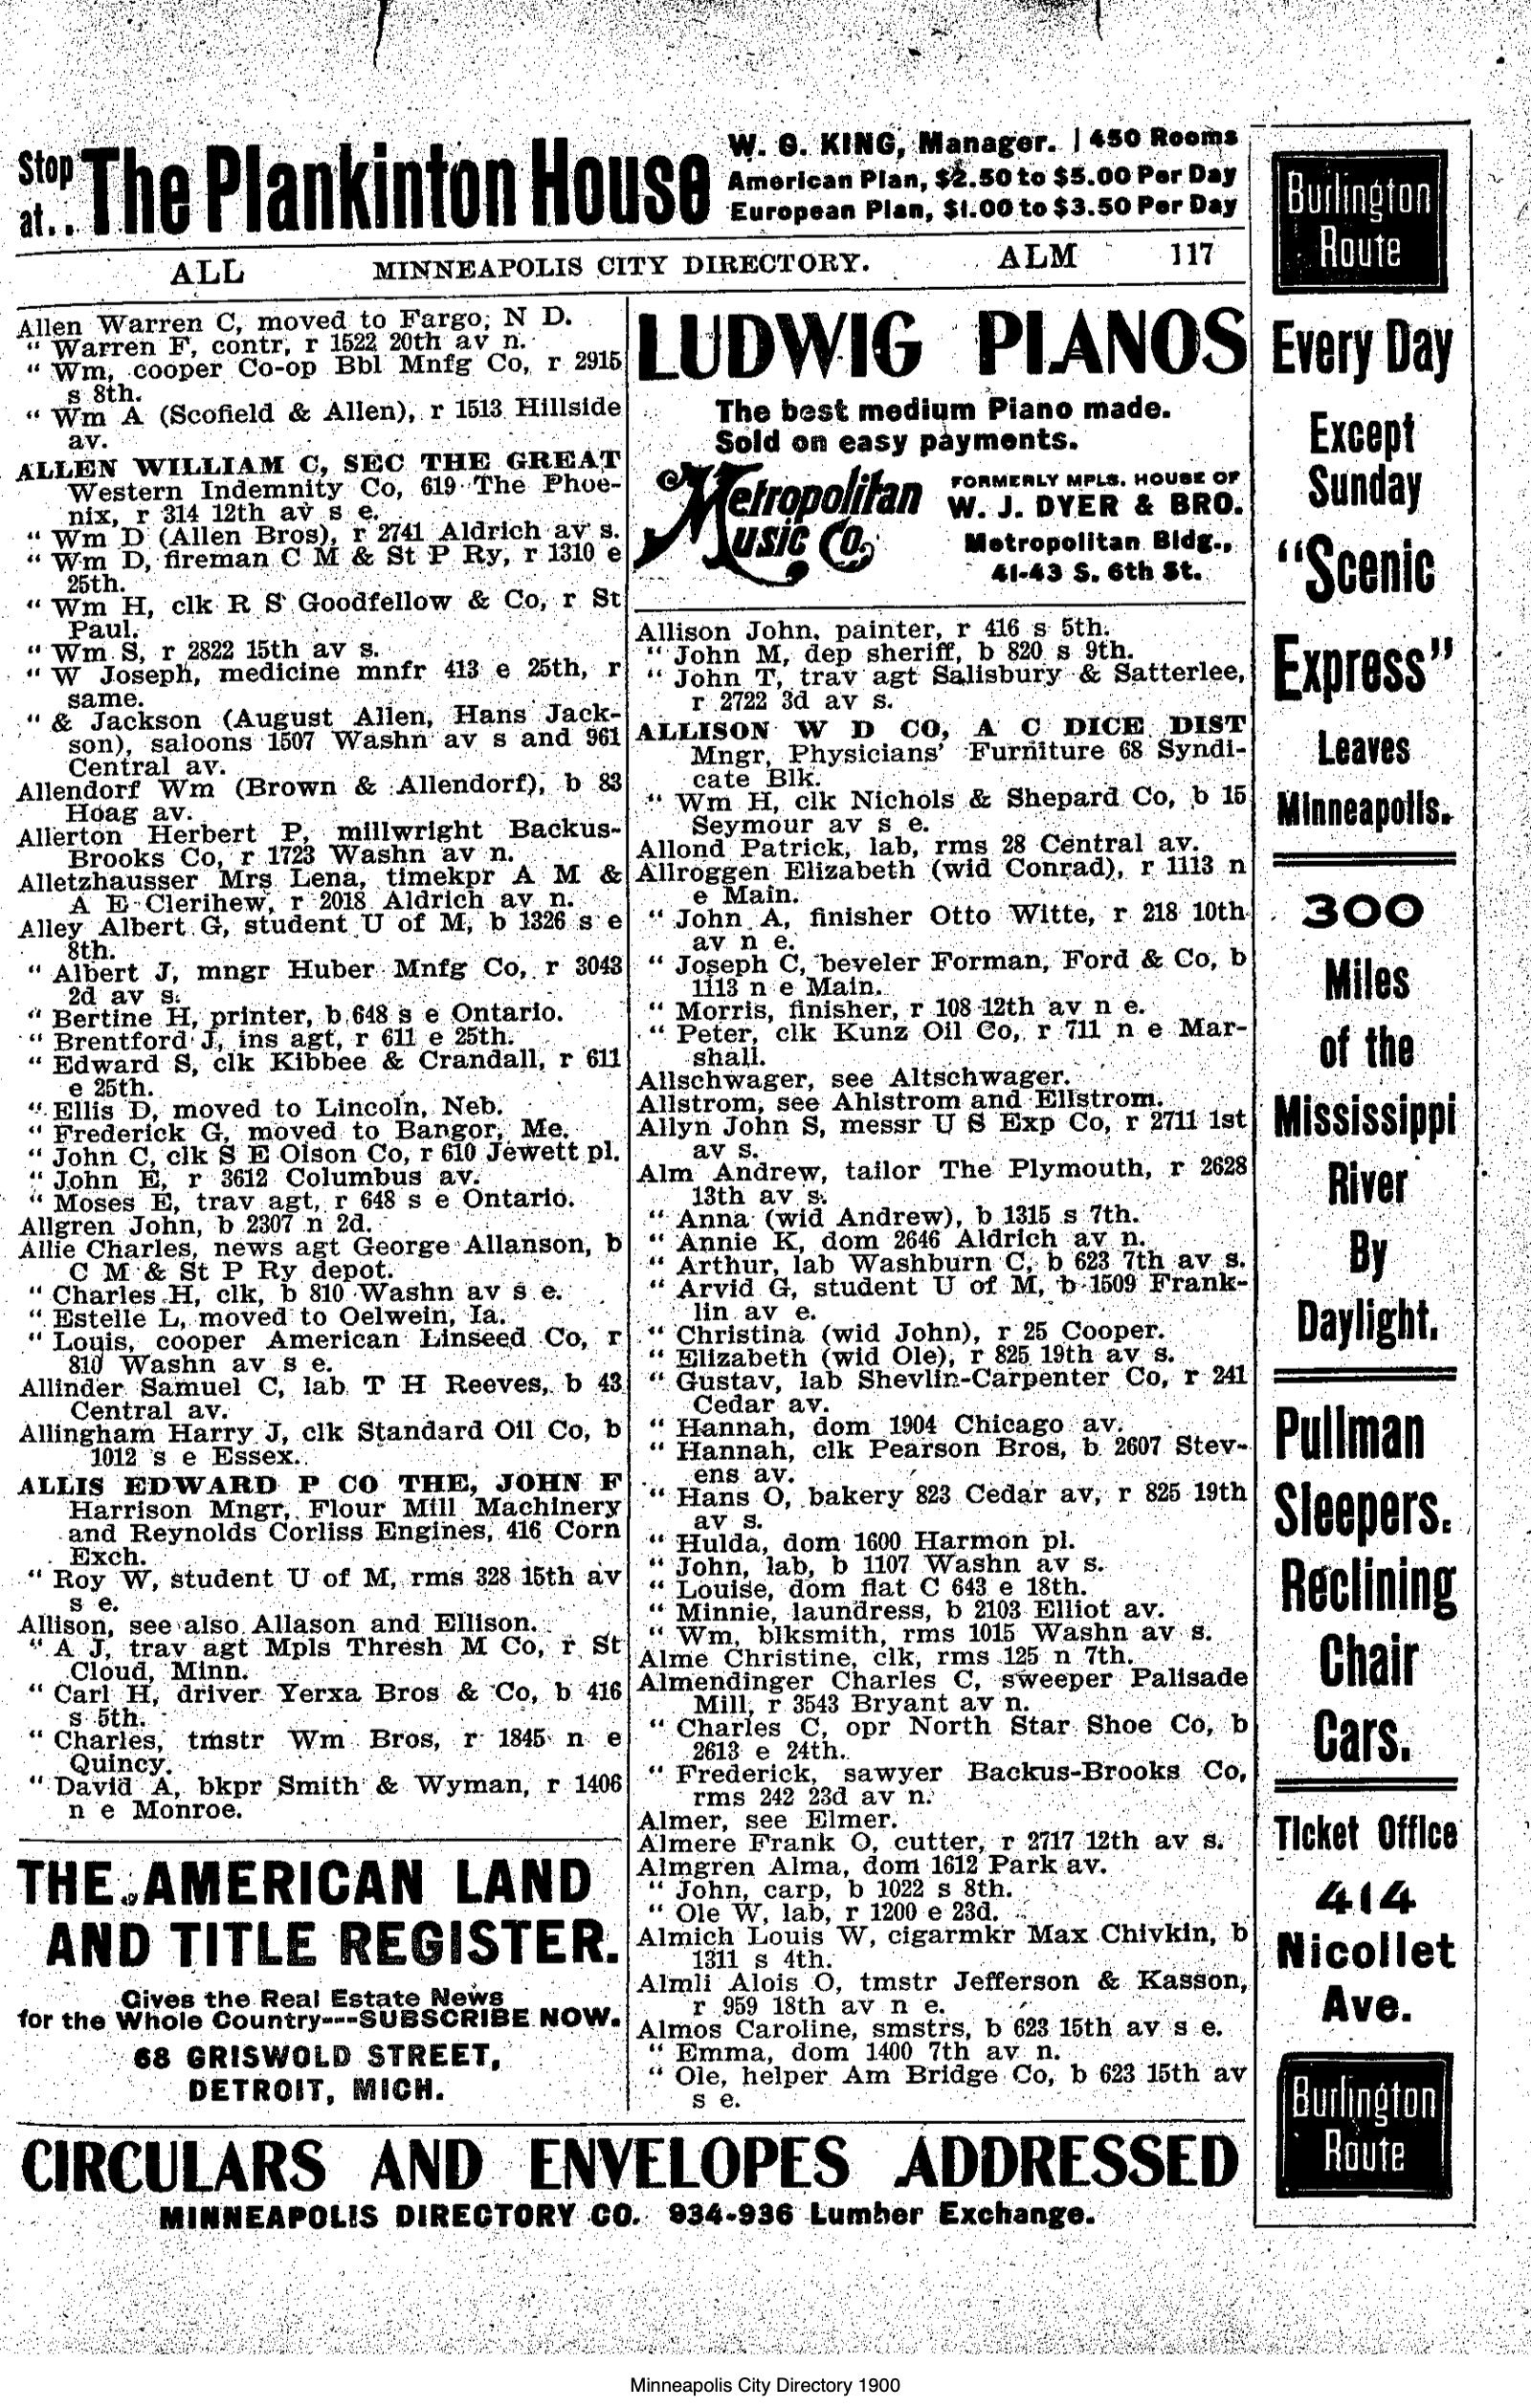 Stop at.. The Plankinton House
W. G. KING, Manager. | 450 Rooms
American Plan, $2.50 to $5.00 Per Day
European Plan, $1.00 to $3.50 Per Day
ALL MINNEAPOLIS CITY DIRECTORY. ALM 117
Allen Warren C, moved to Fargo, N D.
" Warren F, contr, r 1522 20th av n.
" Wm, cooper Co-op Bbl Mnfg Co, r 2915
s 8th.
" Wm A (Scofield & Allen), r 1513 Hillside
av.
ALLEN WILLIAM C, SEC THE GREAT
Western Indemnity Co, 619 The Phoe-
nix, r 314 12th av s e.
" Wm D (Allen Bros), r 2741 Aldrich av s.
" Wm D, fireman C M & St P Ry, r 1310 e
25th.
" Wm H, clk R S Goodfellow & Co, r St
Paul.
" Wm S, r 2822 15th av s.
" W Joseph, medicine mnfr 413 e 25th, r
same.
" & Jackson (August Allen, Hans Jack-
son), saloons 1507 Washn av s and 961
Central av.
Allendorf Wm (Brown & Allendorf), b 83
Hoag av.
Allerton Herbert P, millwright Backus-
Brooks Co, r 1723 Washn av n.
Alletzhausser Mrs Lena, timekpr A M &
A E Clerihew, r 2018 Aldrich av n.
Alley Albert G, student U of M, b 1326 s e
8th.
" Albert J, mngr Huber Mnfg Co, r 3043
2d av s.
" Bertine H, printer, b 648 s e Ontario.
" Brentford J, ins agt, r 611 e 25th.
" Edward S, clk Kibbee & Crandall, r 611
e 25th.
" Ellis D, moved to Lincoln, Neb.
" Frederick G, moved to Bangor, Me.
" John C, clk S E Olson Co, r 610 Jewett pl.
" John E, r 3612 Columbus av.
" Moses E, trav agt, r 648 s e Ontario.
Allgren John, b 2307 n 2d.
Allie Charles, news agt George Allanson, b
C M & St P Ry depot.
" Charles H, clk, b 810 Washn av s e.
" Estelle L, moved to Oelwein, Ia.
" Louis, cooper American Linseed Co, r
810 Washn av s e.
Allinder Samuel C, lab T H Reeves, b 43
Central av.
Allingham Harry J, clk Standard Oil Co, b
1012 s e Essex.
ALLIS EDWARD P CO THE, JOHN F
Harrison Mngr, Flour Mill Machinery
and Reynolds Corliss Engines, 416 Corn
Exch.
" Roy W, student U of M, rms 328 15th av
s e.
Allison, see also Allason and Ellison.
" A J, trav agt Mpls Thresh M Co, r St
Cloud, Minn.
" Carl H, driver Yerxa Bros & Co, b 416
s 5th.
" Charles, tmstr Wm Bros, r 1845 n e
Quincy.
" David A, bkpr Smith & Wyman, r 1406
n e Monroe.
THE AMERICAN LAND
AND TITLE REGISTER.
Gives the Real Estate News
for the Whole Country---SUBSCRIBE NOW.
68 GRISWOLD STREET,
DETROIT, MICH.
LUDWIG PIANOS
The best medium Piano made.
Sold on easy payments.
Metropolitan Music Co.
FORMERLY MPLS. HOUSE OF
W. J. DYER & BRO.
Metropolitan Bldg.,
41-43 S. 6th St.
Allison John, painter, r 416 s 5th.
" John M, dep sheriff, b 820 s 9th.
" John T, trav agt Salisbury & Satterlee,
r 2722 3d av s.
ALLISON W D CO, A C DICE DIST
Mngr, Physicians' Furniture 68 Syndi-
cate Blk.
" Wm H, clk Nichols & Shepard Co, b 15
Seymour av s e.
Allond Patrick, lab, rms 28 Central av.
Allroggen Elizabeth (wid Conrad), r 1113 n
e Main.
" John A, finisher Otto Witte, r 218 10th
av n e.
" Joseph C, beveler Forman, Ford & Co, b
1113 n e Main.
" Morris, finisher, r 108 12th av n e.
" Peter, clk Kunz Oil Co, r 711 n e Mar-
shall.
Allschwager, see Altschwager.
Allstrom, see Ahlstrom and Ellstrom.
Allyn John S, messr U S Exp Co, r 2711 1st
av s.
Alm Andrew, tailor The Plymouth, r 2628
13th av s.
" Anna (wid Andrew), b 1315 s 7th.
" Annie K, dom 2646 Aldrich av n.
" Arthur, lab Washburn C, b 623 7th av s.
" Arvid G, student U of M, b 1509 Frank-
lin av e.
" Christina (wid John), r 25 Cooper.
" Elizabeth (wid Ole), r 825 19th av s.
" Gustav, lab Shevlin-Carpenter Co, r 241
Cedar av.
" Hannah, dom 1904 Chicago av.
" Hannah, clk Pearson Bros, b 2607 Stev-
ens av.
" Hans O, bakery 823 Cedar av, r 825 19th
av s.
" Hulda, dom 1600 Harmon pl.
" John, lab, b 1107 Washn av s.
" Louise, dom flat C 643 e 18th.
" Minnie, laundress, b 2103 Elliot av.
" Wm, blksmith, rms 1015 Washn av s.
Alme Christine, clk, rms 125 n 7th.
Almendinger Charles C, sweeper Palisade
Mill, r 3543 Bryant av n.
" Charles C, opr North Star Shoe Co, b
2613 e 24th.
" Frederick, sawyer Backus-Brooks Co,
rms 242 23d av n.
Almer, see Elmer.
Almere Frank O, cutter, r 2717 12th av s.
Almgren Alma, dom 1612 Park av.
" John, carp, b 1022 s 8th.
" Ole W, lab, r 1200 e 23d.
Almich Louis W, cigarmkr Max Chivkin, b
1311 s 4th.
Almli Alois O, tmstr Jefferson & Kasson,
r 959 18th av n e.
Almos Caroline, smstrs, b 623 15th av s e.
" Emma, dom 1400 7th av n.
" Ole, helper Am Bridge Co, b 623 15th av
s e.
Burlington
Route
Every Day
Except
Sunday
"Scenic
Express"
Leaves
Minneapolis.
300
Miles
of the
Mississippi
River
By
Daylight.
Pullman
Sleepers.
Reclining
Chair
Cars.
Ticket Office
414
Nicollet
Ave.
Burlington
Route
CIRCULARS AND ENVELOPES ADDRESSED
MINNEAPOLIS DIRECTORY CO. 934-936 Lumber Exchange.
Minneapolis City Directory 1900